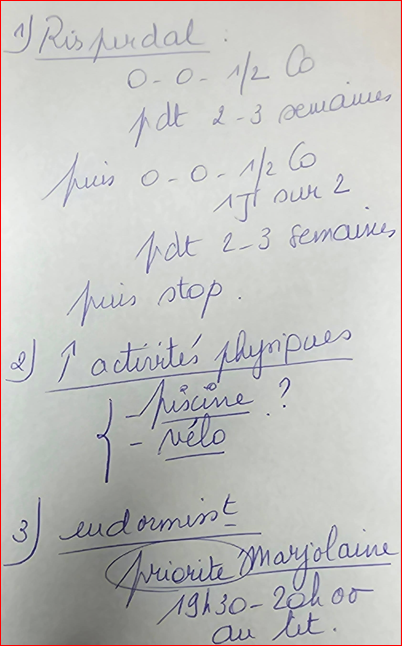 1) Risperdal :
0 - 0 - 1/2 Co
pdt 2 - 3 semaines
puis 0 - 0 - 1/2 Co
1 jt sur 2
pdt 2 - 3 semaines
puis stop.
2) ↑ activités physiques
{ - piscine ?
- vélo
3) endormisst
priorité Marjolaine
19h30 - 20h00
au lit.